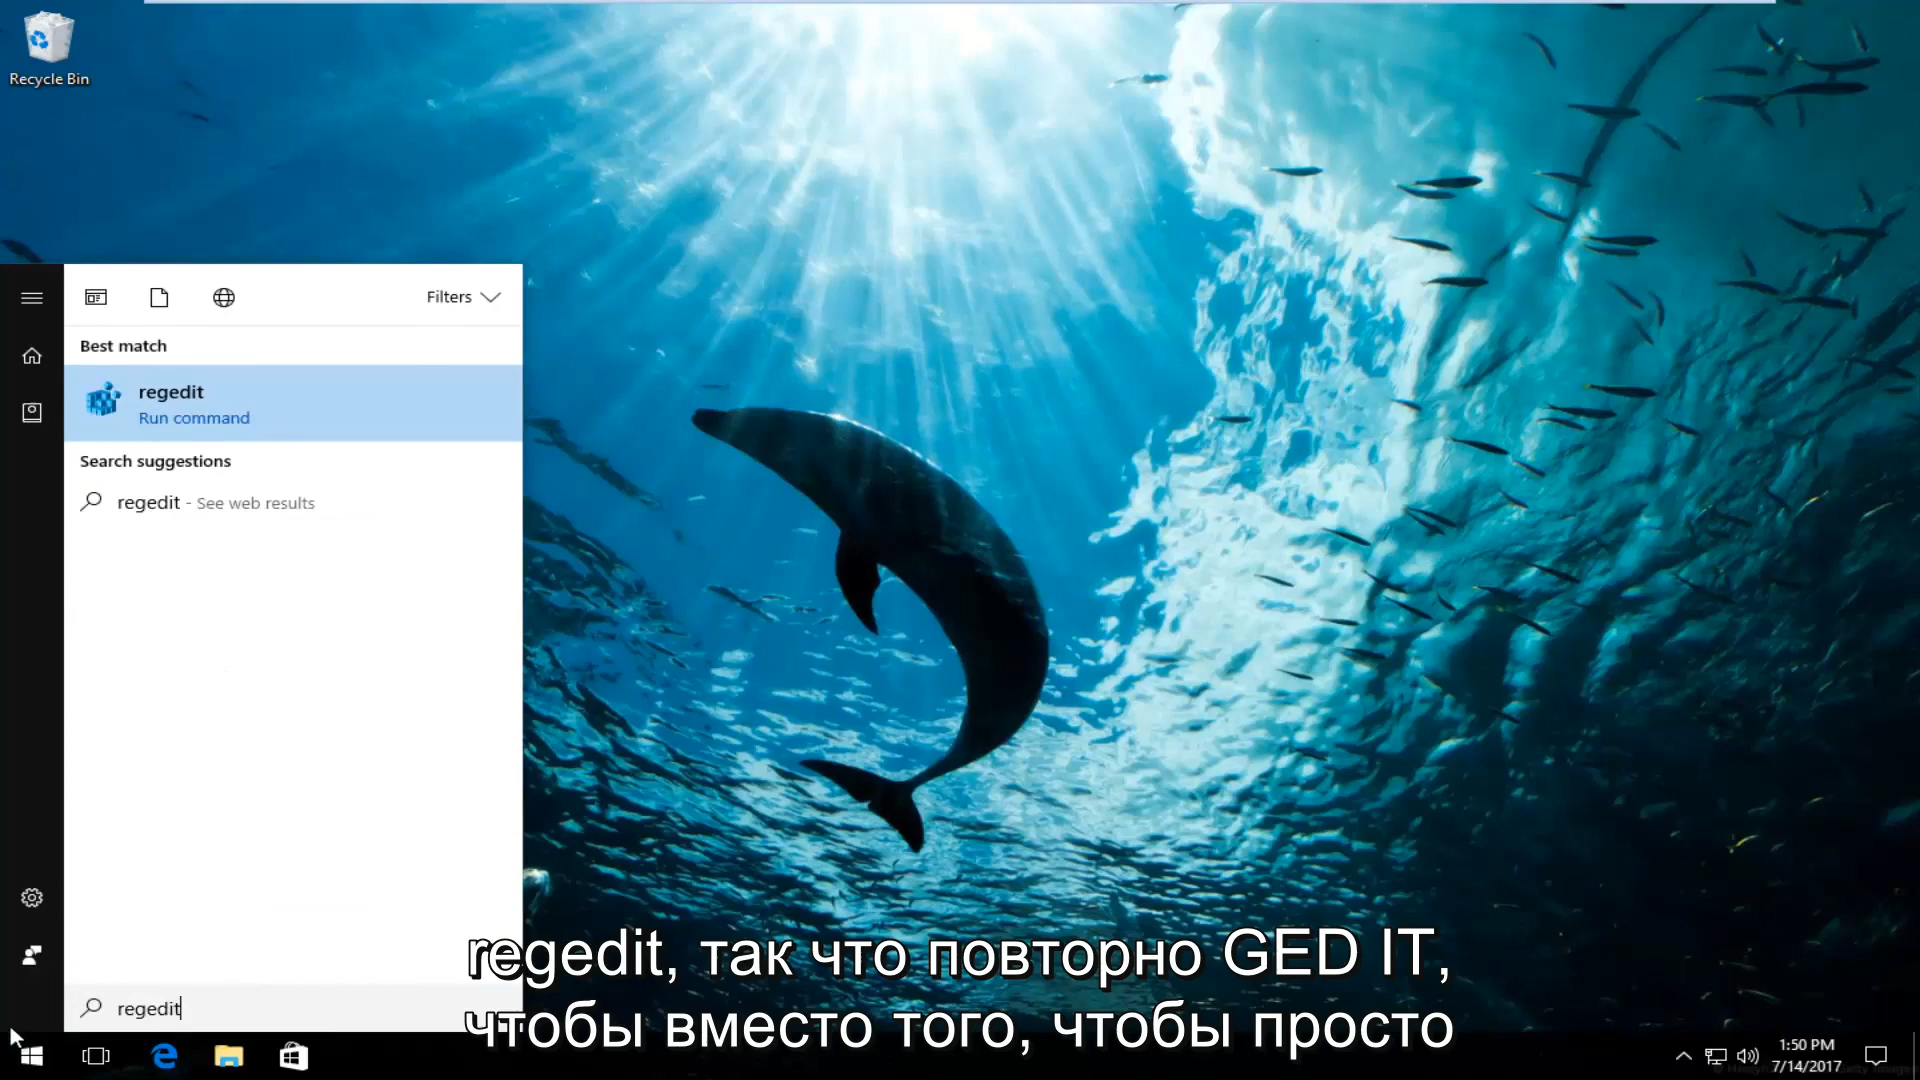 Recycle Bin
Filters
Best match
regedit
Run command
Search suggestions
regedit - See web results
regedit
regedit, так что повторно GED IT,
чтобы вместо того, чтобы просто
1:50 PM
7/14/2017